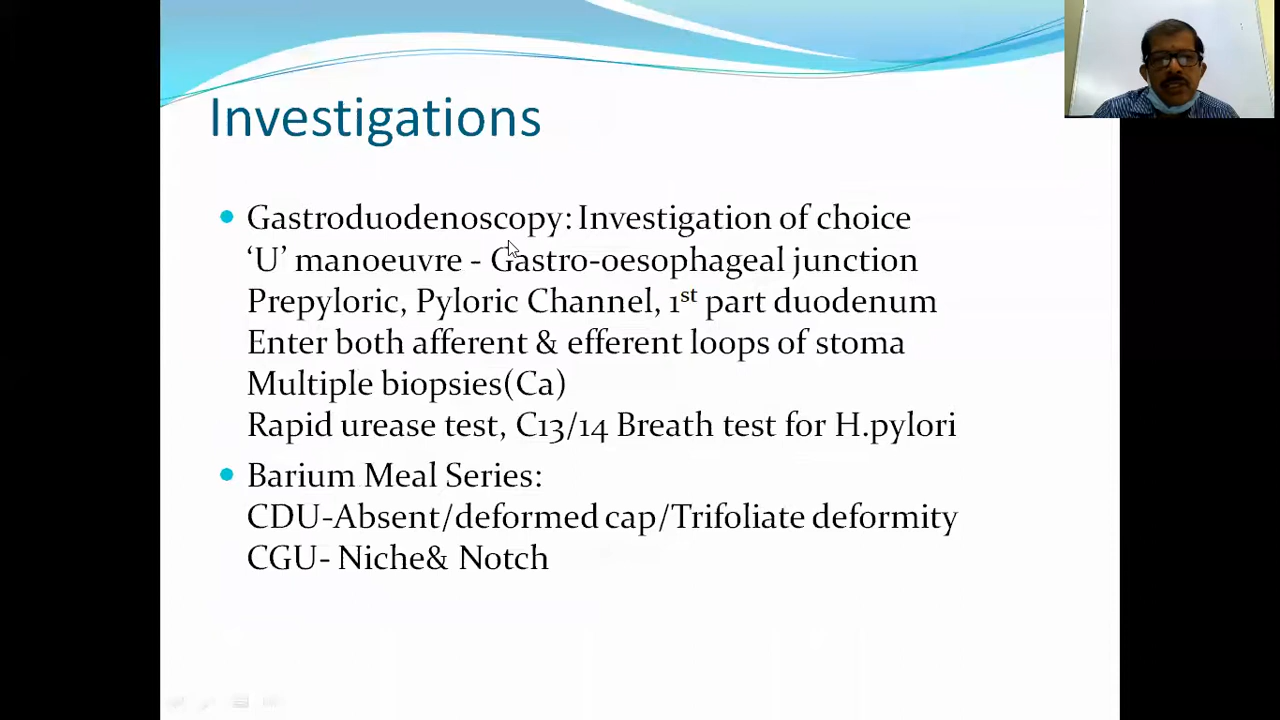 Investigations
Gastroduodenoscopy: Investigation of choice
‘U’ manoeuvre - Gastro-oesophageal junction
Prepyloric, Pyloric Channel, 1st part duodenum
Enter both afferent & efferent loops of stoma
Multiple biopsies(Ca)
Rapid urease test, C13/14 Breath test for H.pylori
Barium Meal Series:
CDU-Absent/deformed cap/Trifoliate deformity
CGU- Niche& Notch